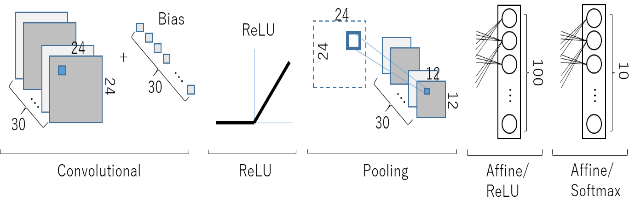 24
24
30
+
Bias
30
ReLU
24
24
12
12
30
100
10
Convolutional
ReLU
Pooling
Affine/
ReLU
Affine/
Softmax